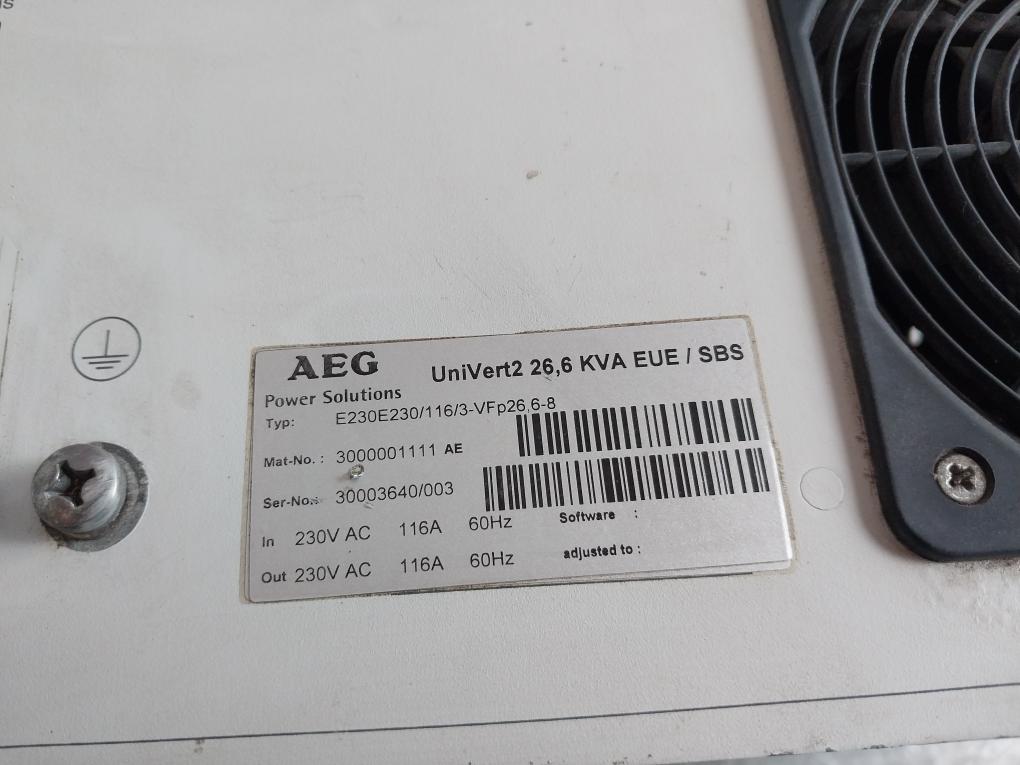 AEG
Power Solutions
UniVert2 26,6 KVA EUE / SBS
Typ: E230E230/116/3-VFp26,6-8
Mat-No. : 3000001111 AE
Ser-No.: 30003640/003
In 230V AC 116A 60Hz Software :
Out 230V AC 116A 60Hz adjusted to :